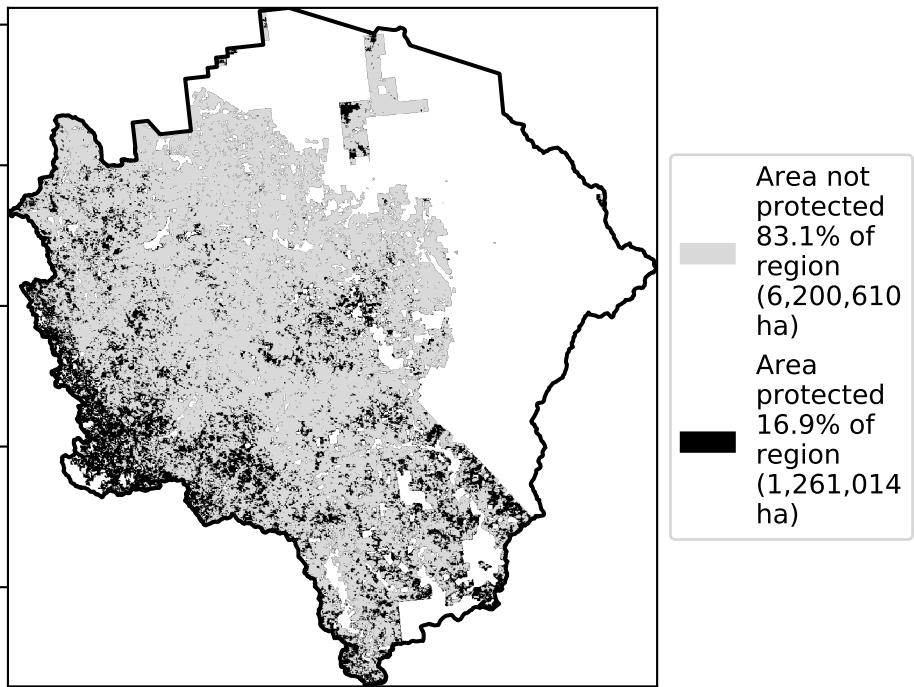 Area not
protected
83.1% of
region
(6,200,610
ha)
Area
protected
16.9% of
region
(1,261,014
ha)